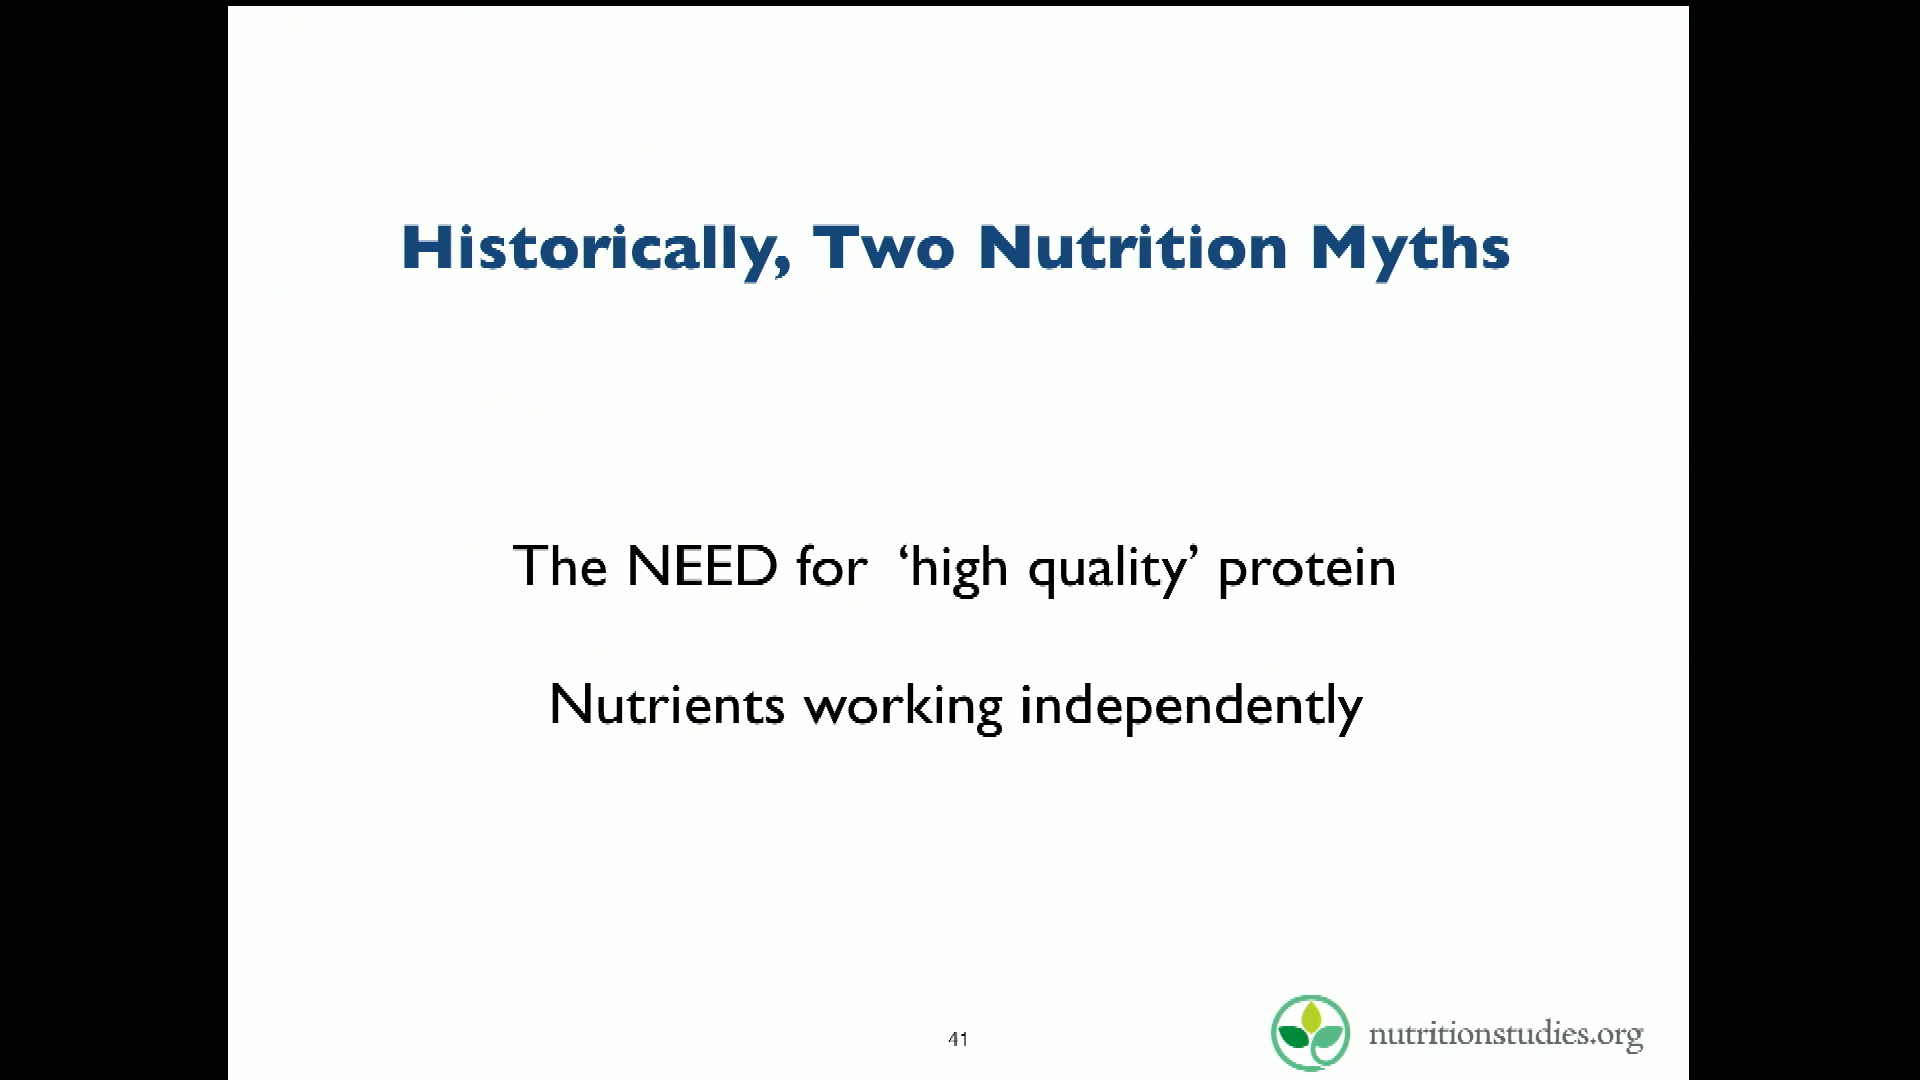 Historically, Two Nutrition Myths
The NEED for ‘high quality’ protein
Nutrients working independently
41
nutritionstudies.org